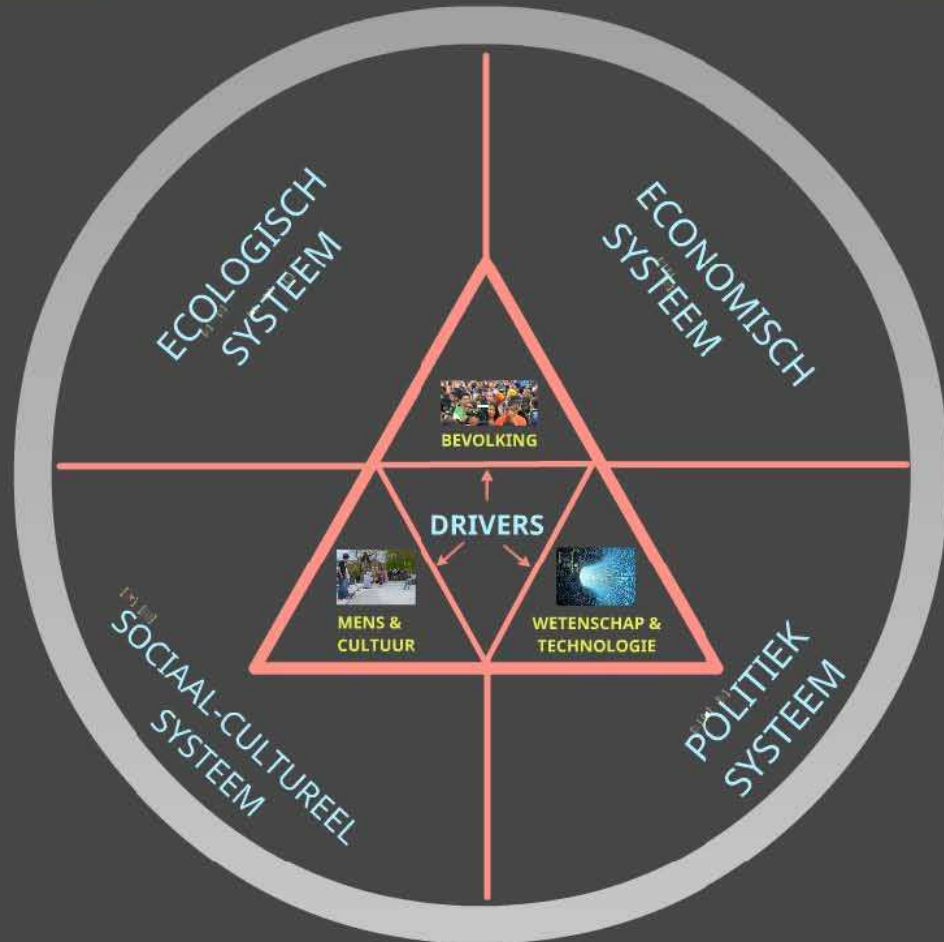 ECOLOGISCH
SYSTEEM
ECONOMISCH
SYSTEEM
BEVOLKING
DRIVERS
MENS &
CULTUUR
WETENSCHAP &
TECHNOLOGIE
SOCIAAL-CULTUREEL
SYSTEEM
POLITIEK
SYSTEEM